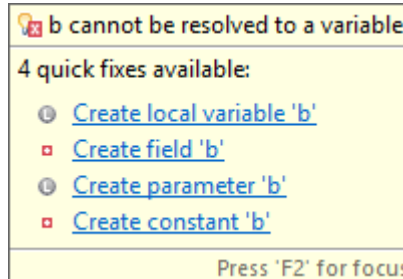 b cannot be resolved to a variable
4 quick fixes available:
Create local variable 'b'
Create field 'b'
Create parameter 'b'
Create constant 'b'
Press 'F2' for focus